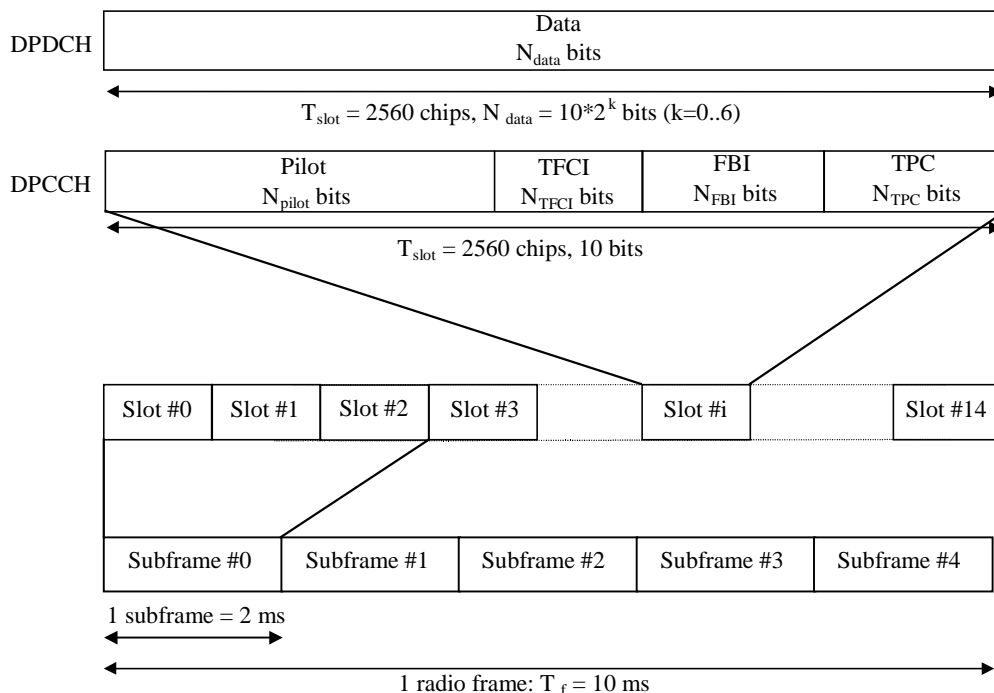 DPDCH
Data
N_data bits
T_slot = 2560 chips, N_data = 10*2^k bits (k=0..6)
DPCCH
Pilot
N_pilot bits
TFCI
N_TFCI bits
FBI
N_FBI bits
TPC
N_TPC bits
T_slot = 2560 chips, 10 bits
Slot #0 Slot #1 Slot #2 Slot #3 Slot #i Slot #14
Subframe #0 Subframe #1 Subframe #2 Subframe #3 Subframe #4
1 subframe = 2 ms
1 radio frame: T_f = 10 ms